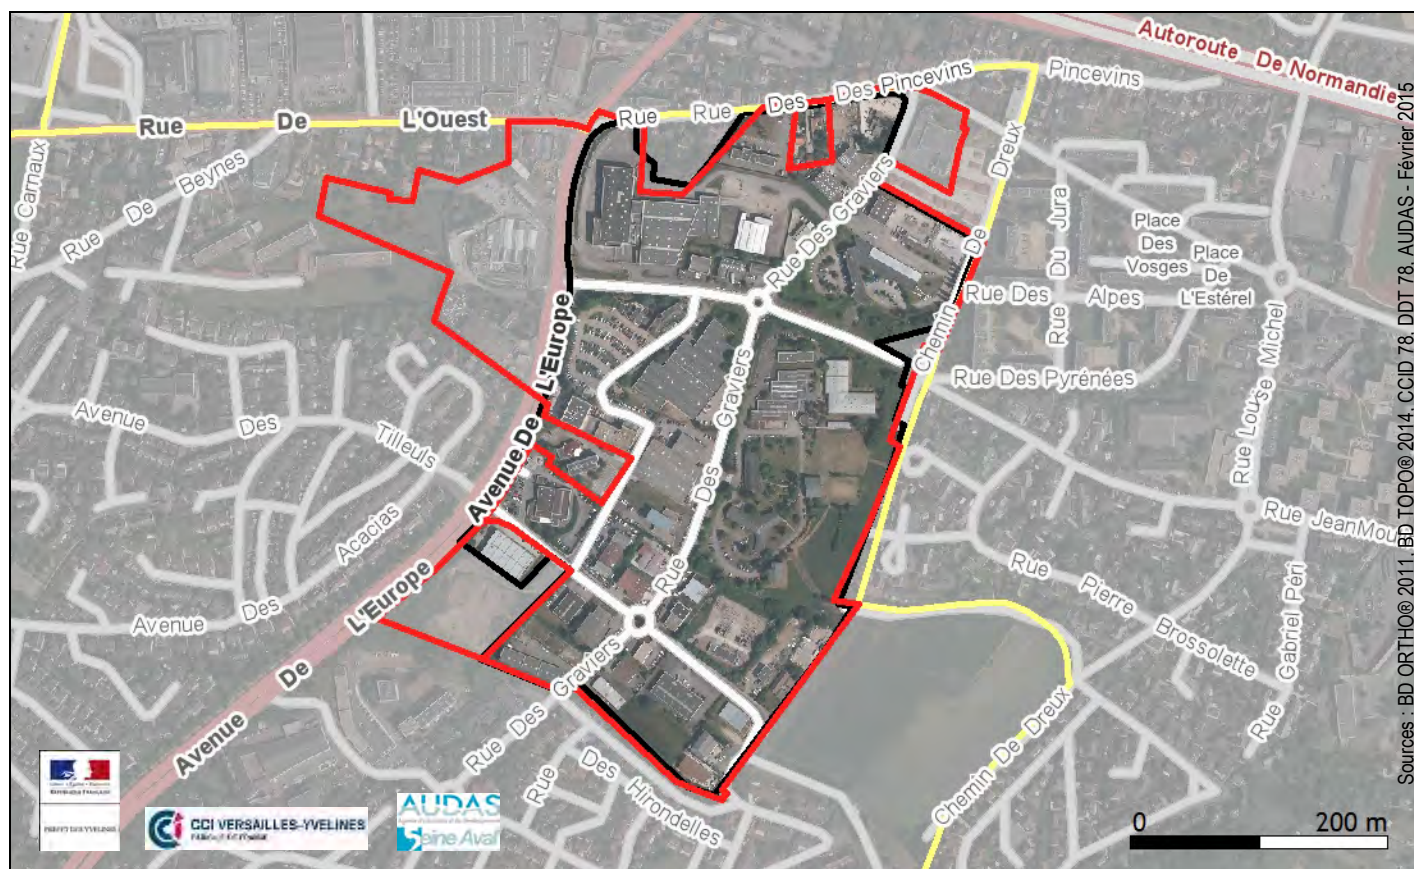 Autoroute De Normandie
Pincevins
Rue Rue Des Des Pincevins
Rue De L'Ouest
Rue Carnaux
Rue De Beynes
Rue Des Graviers
Chemin De Dreux
Rue Du Jura
Place
Des
Vosges
Place
De
L'Estérel
Rue Des Alpes
Rue Des Pyrénées
Rue Louise Michel
Avenue De L'Europe
Rue Des Graviers
Avenue Des Tilleuls
Avenue Des Acacias
Rue JeanMou
Rue Pierre Brossolette
Rue Gabriel Péri
Avenue De L'Europe
Rue Des Graviers
Rue Des Hirondelles
Chemin De Dreux
Sources : BD ORTHO® 2011, BD TOPO® 2014, CCID 78, DDT 78, AUDAS - Février 2015
PREFET DES YVELINES
CCI VERSAILLES-YVELINES
AUDAS
Seine Aval
0 200 m